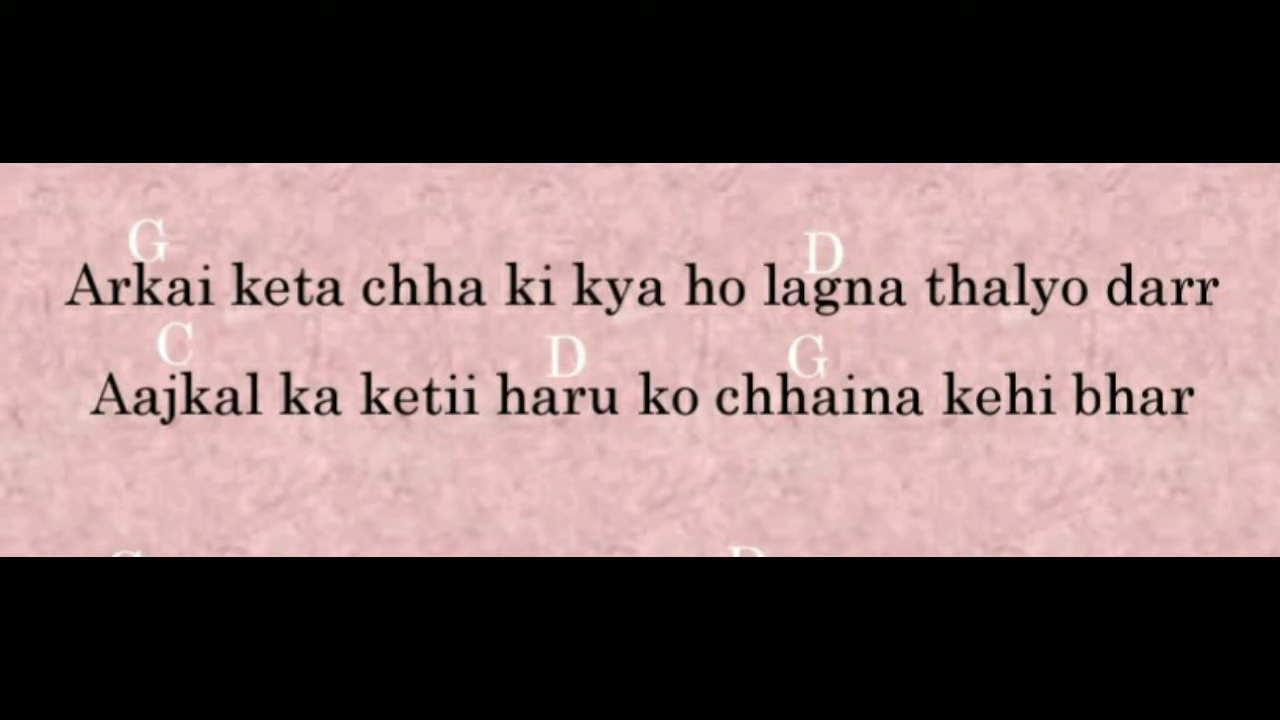 G D
Arkai keta chha ki kya ho lagna thalyo darr
C D G
Aajkal ka ketii haru ko chhaina kehi bhar